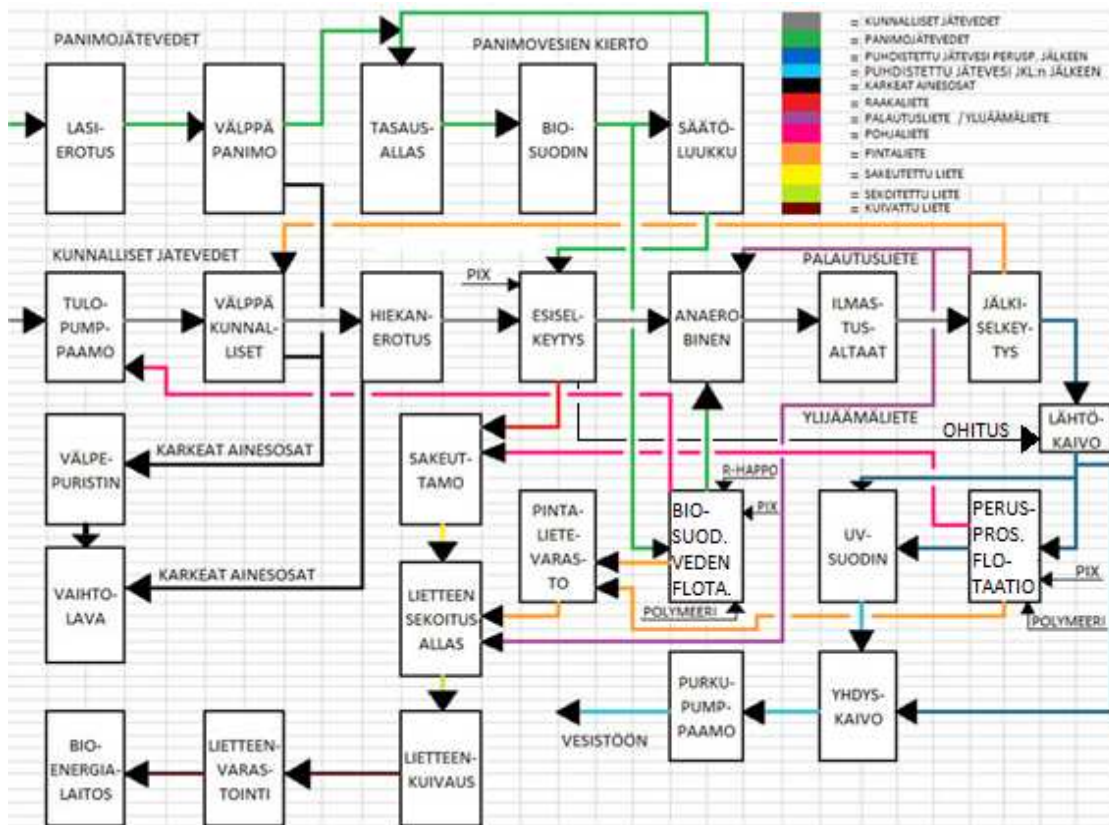 PANIMOJÄTEVEDET
PANIMOVESIEN KIERTO
= KUNNALLISET JÄTEVEDET
= PANIMOJÄTEVEDET
= PUHDISTETTU JÄTEVESI PERUSP. JÄLKEEN
= PUHDISTETTU JÄTEVESI JKL:n JÄLKEEN
= KARKEAT AINESOSAT
= RAAKALIETE
= PALAUTUSLIETE / YLIJÄÄMÄLIETE
= POHJALIETE
= PINTALIETE
= SAKEUTETTU LIETE
= SEKOITETTU LIETE
= KUIVATTU LIETE
LASI-
EROTUS
VÄLPPÄ
PANIMO
TASAUS-
ALLAS
BIO-
SUODIN
SÄÄTÖ-
LUUKKU
KUNNALLISET JÄTEVEDET
PIX
PALAUTUSLIETE
TULO-
PUMP-
PAAMO
VÄLPPÄ
KUNNAL-
LISET
HIEKAN-
EROTUS
ESISEL-
KEYTYS
ANAERO-
BINEN
ILMAS-
TUS-
ALTAAT
JÄLKI-
SELKEY-
TYS
YLIJÄÄMÄLIETE
OHITUS
LÄHTÖ-
KAIVO
KARKEAT AINESOSAT
VÄLPE-
PURISTIN
SAKEUT-
TAMO
R-HAPPO
PINTA-
LIETE-
VARAS-
TO
BIO-
SUOD.
VEDEN
FLOTA.
PIX
UV-
SUODIN
PERUS-
PROS.
FLO-
TAATIO
PIX
KARKEAT AINESOSAT
VAIHTO-
LAVA
LIETTEEN
SEKOITUS
ALLAS
POLYMEERI
POLYMEERI
PURKU-
PUMP-
PAAMO
YHDYS-
KAIVO
VESISTÖÖN
BIO-
ENERGIA-
LAITOS
LIETTEEN-
VARAS-
TOINTI
LIETTEEN-
KUIVAUS